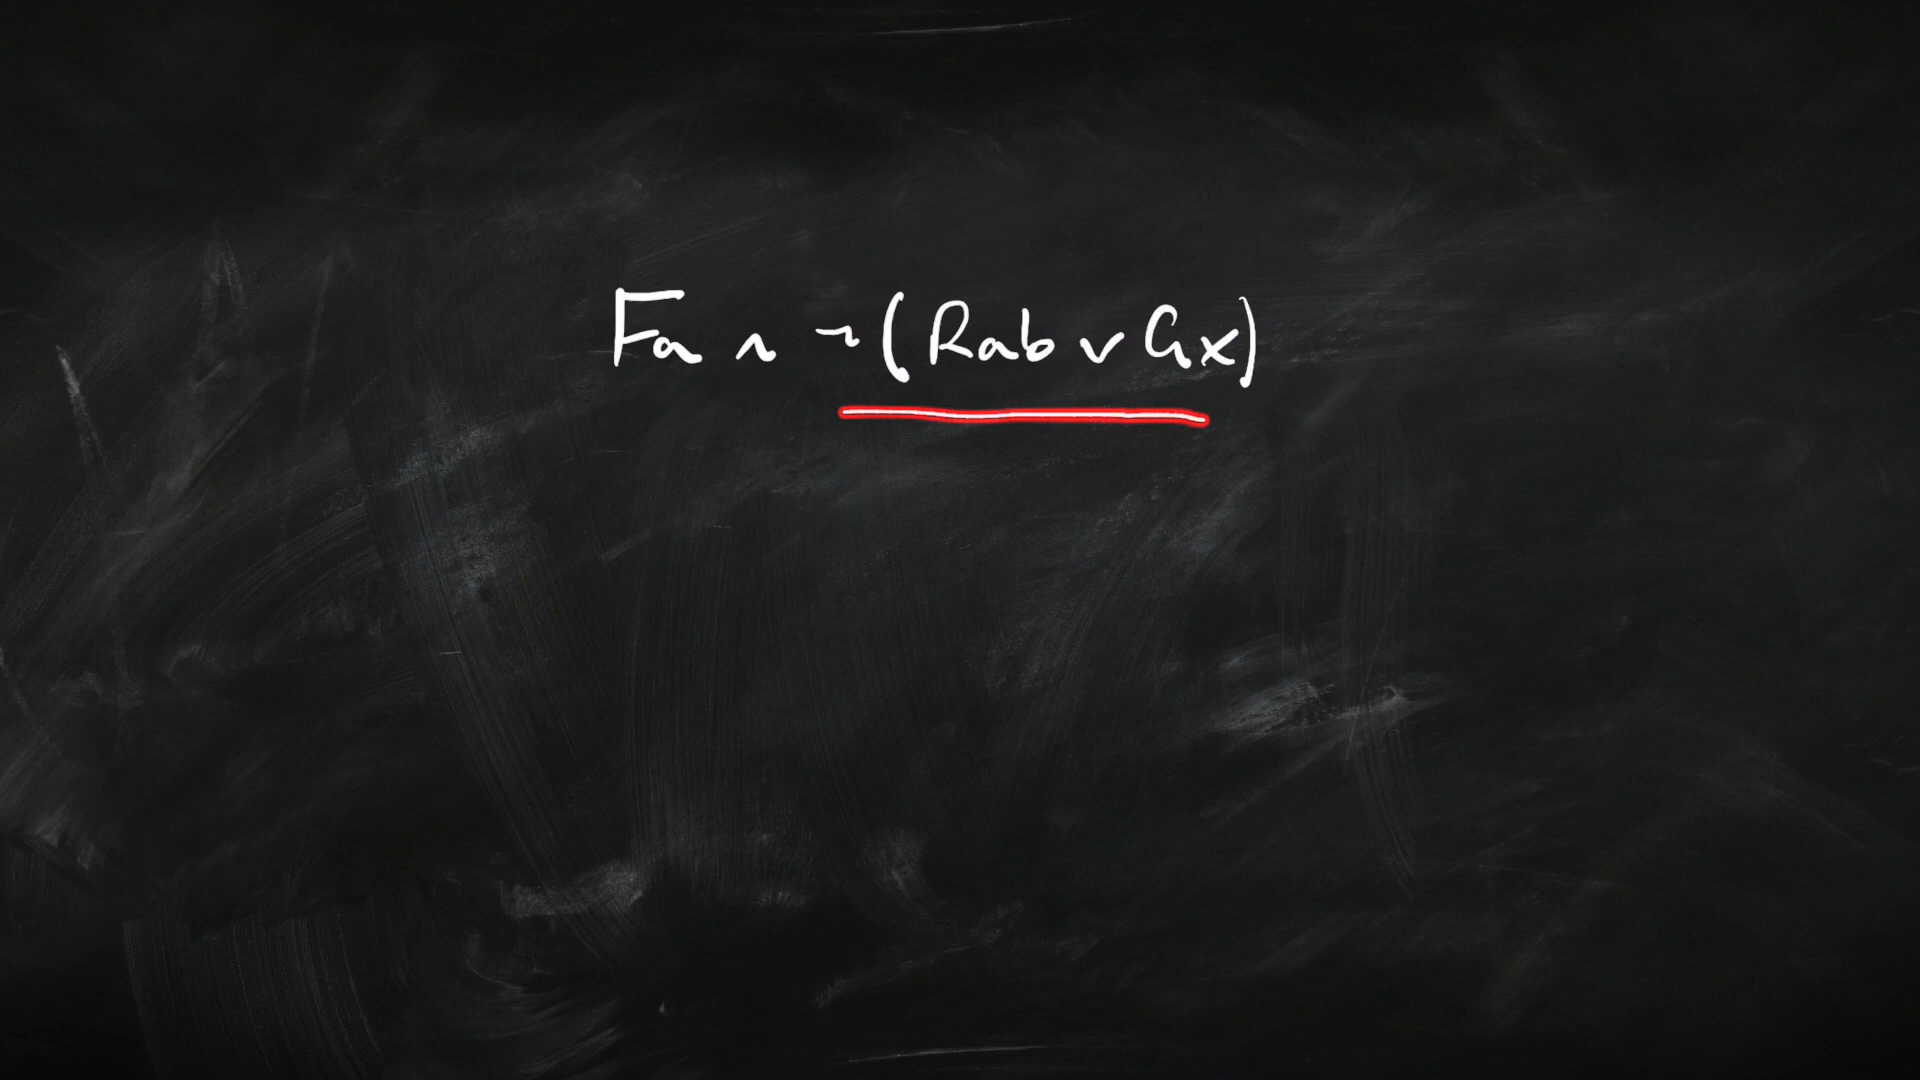 Fa ∧ ¬(Rab ∨ Gx)